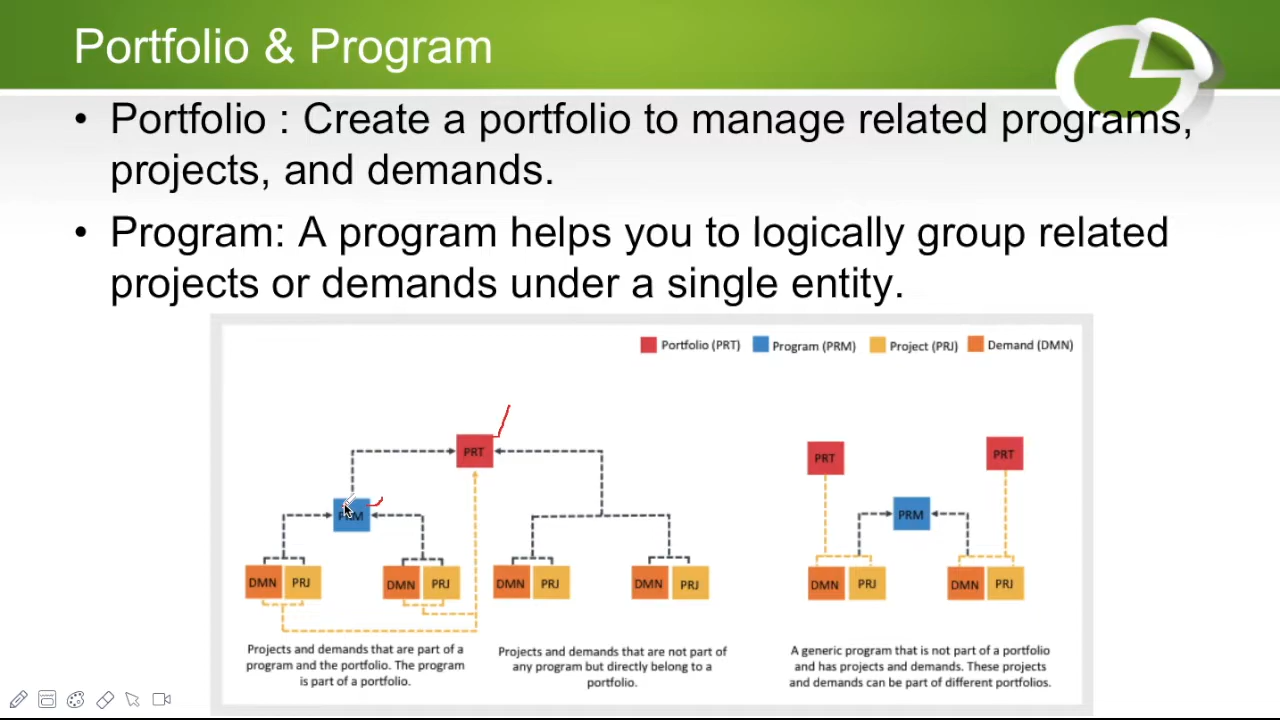 Portfolio & Program
• Portfolio : Create a portfolio to manage related programs,
projects, and demands.
• Program: A program helps you to logically group related
projects or demands under a single entity.
Portfolio (PRT) Program (PRM) Project (PRJ) Demand (DMN)
PRT PRT PRT
PRM PRM
DMN PRJ DMN PRJ DMN PRJ DMN PRJ DMN PRJ DMN PRJ
Projects and demands that are part of a
program and the portfolio. The program
is part of a portfolio.
Projects and demands that are not part of
any program but directly belong to a
portfolio.
A generic program that is not part of a portfolio
and has projects and demands. These projects
and demands can be part of different portfolios.